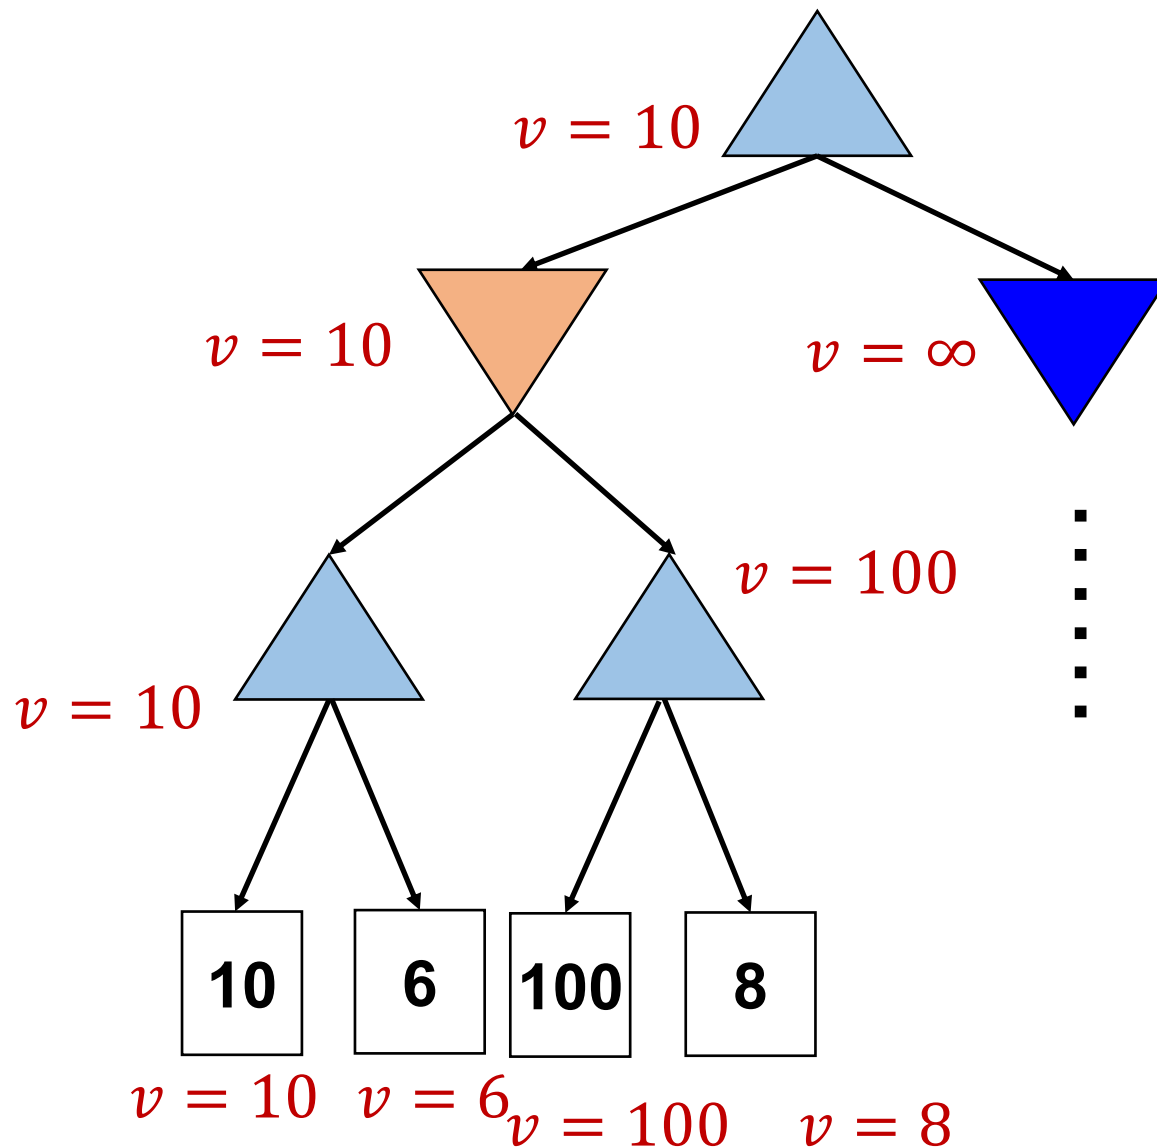 v = 10
v = 10
v = ∞
v = 100
v = 10
10 6 100 8
v = 10 v = 6 v = 100 v = 8